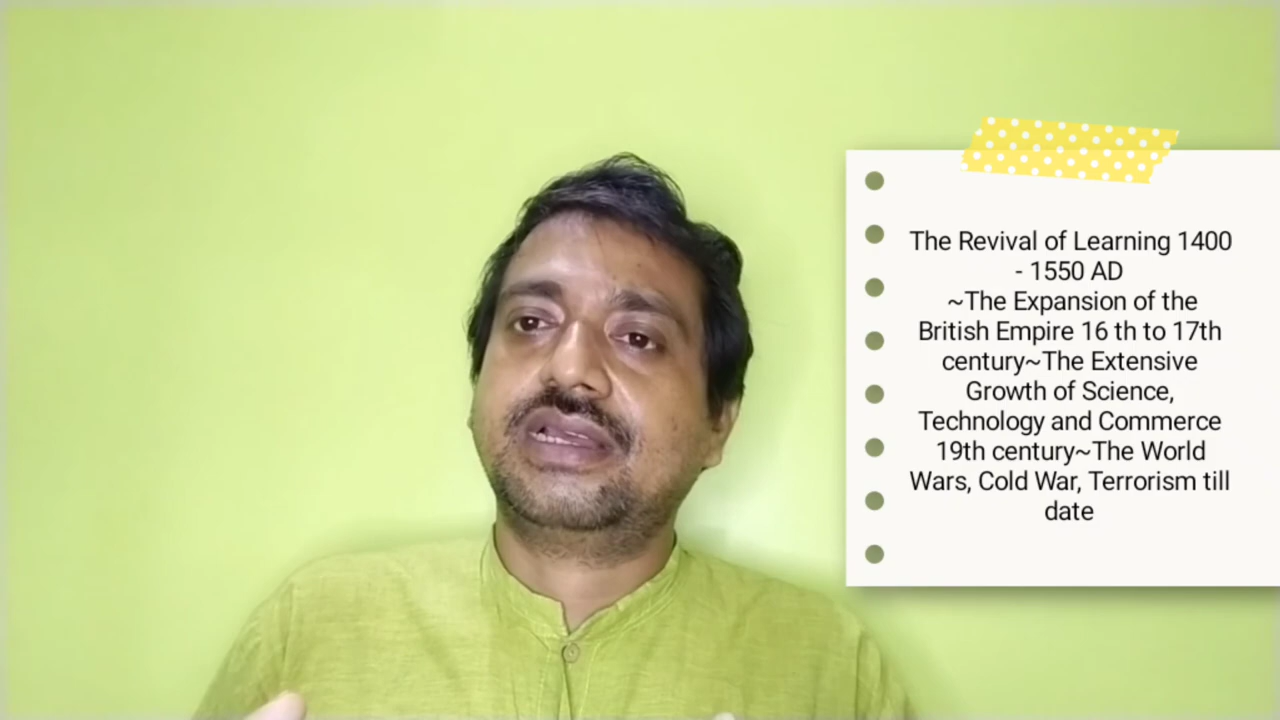 The Revival of Learning 1400
- 1550 AD
~The Expansion of the
British Empire 16 th to 17th
century~The Extensive
Growth of Science,
Technology and Commerce
19th century~The World
Wars, Cold War, Terrorism till
date